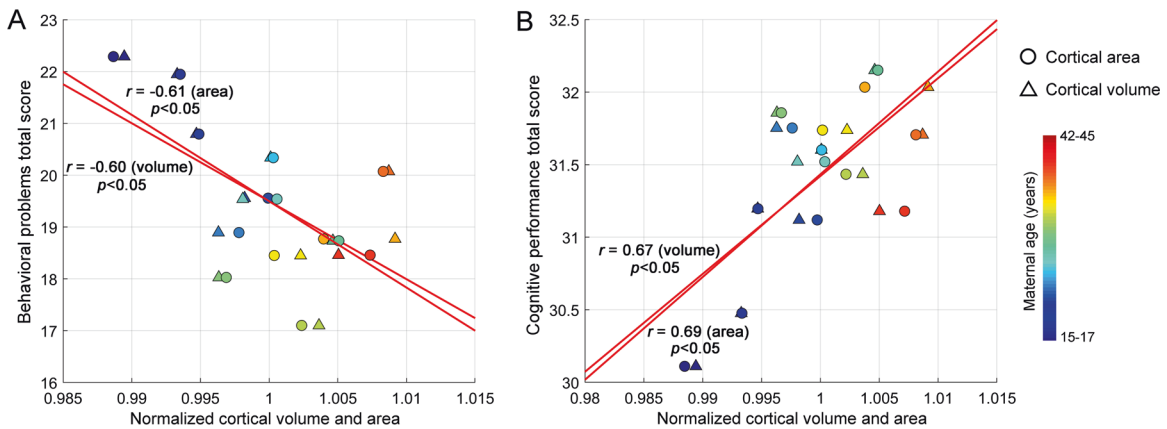 A
B
23
22
21
20
19
18
17
16
Behavioral problems total score
r = -0.61 (area)
p<0.05
r = -0.60 (volume)
p<0.05
0.985 0.99 0.995 1 1.005 1.01 1.015
Normalized cortical volume and area
32.5
32
31.5
31
30.5
30
Cognitive performance total score
r = 0.67 (volume)
p<0.05
r = 0.69 (area)
p<0.05
0.98 0.985 0.99 0.995 1 1.005 1.01 1.015
Normalized cortical volume and area
Cortical area
Cortical volume
42-45
Maternal age (years)
15-17